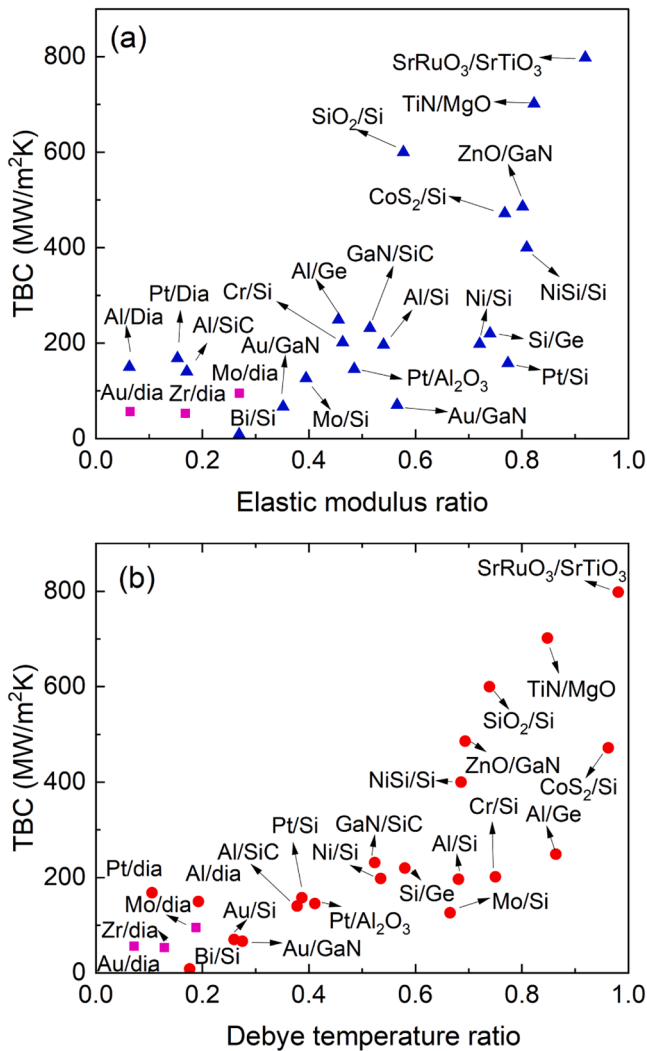 (a)
800
600
400
200
0
TBC (MW/m²K)
SrRuO₃/SrTiO₃
TiN/MgO
SiO₂/Si
ZnO/GaN
CoS₂/Si
NiSi/Si
GaN/SiC
Al/Ge
Cr/Si
Pt/Dia
Al/Dia
Al/SiC
Al/Si
Ni/Si
Au/GaN
Si/Ge
Mo/dia
Au/dia
Zr/dia
Pt/Al₂O₃
Pt/Si
Bi/Si
Mo/Si
Au/GaN
0.0 0.2 0.4 0.6 0.8 1.0
Elastic modulus ratio
(b)
800
600
400
200
0
TBC (MW/m²K)
SrRuO₃/SrTiO₃
TiN/MgO
SiO₂/Si
ZnO/GaN
NiSi/Si
CoS₂/Si
Cr/Si
Al/Ge
Pt/Si
GaN/SiC
Al/SiC
Ni/Si
Al/Si
Pt/dia
Al/dia
Si/Ge
Mo/dia
Au/Si
Pt/Al₂O₃
Mo/Si
Zr/dia
Au/dia
Bi/Si
Au/GaN
0.0 0.2 0.4 0.6 0.8 1.0
Debye temperature ratio